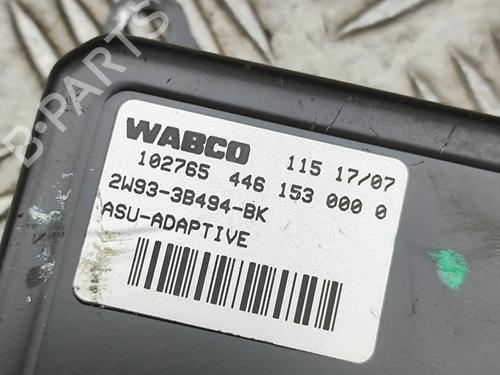 WABCO 115 17/07
102765 446 153 000 0
2W93-3B494-BK
ASU-ADAPTIVE
B-PARTS